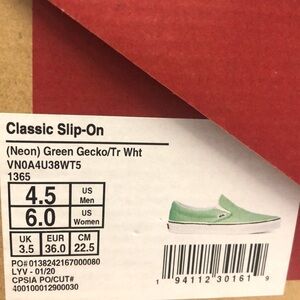 Classic Slip-On
(Neon) Green Gecko/Tr Wht
VN0A4U38WT5
1365
4.5 US Men
6.0 US Women
UK EUR CM
3.5 36.0 22.5
PO# 0138242167000080
LYV - 01/20
CPSIA PO/CUT#
400100012900030
1 94112 30161 9